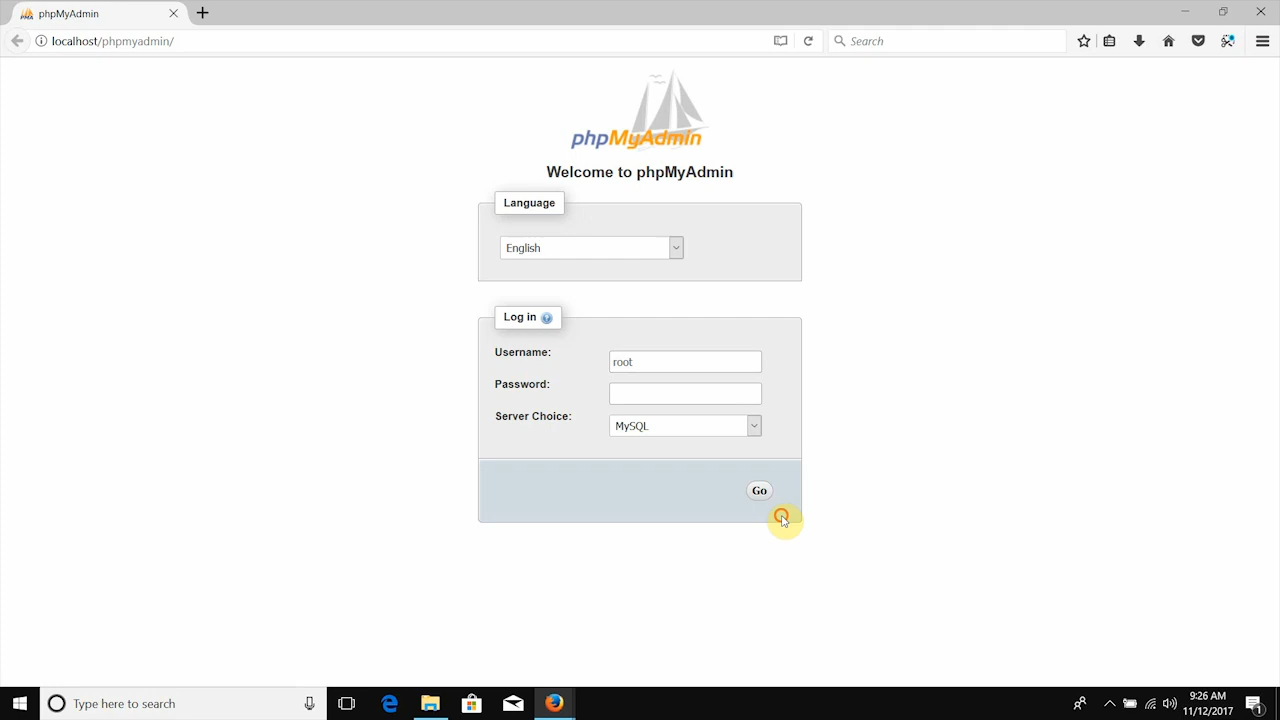 phpMyAdmin
localhost/phpmyadmin/
Search
phpMyAdmin
Welcome to phpMyAdmin
Language
English
Log in
Username:
root
Password:
Server Choice:
MySQL
Go
Type here to search
9:26 AM
11/12/2017
1